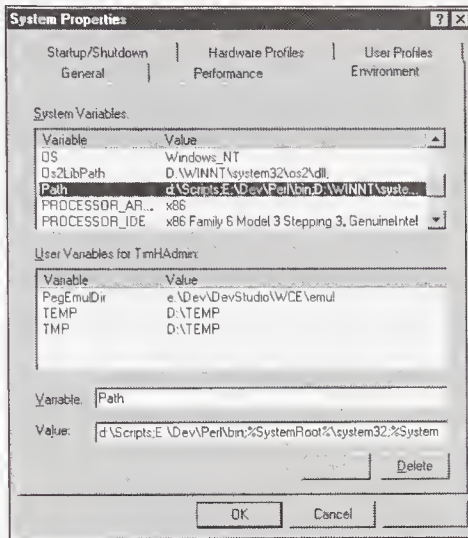 System Properties ? X
Startup/Shutdown Hardware Profiles User Profiles
General Performance Environment
System Variables.
Variable Value
OS Windows_NT
Os2LibPath D.\WINNT\system32\os2\dll,
Path d:\Scripts;E:\Dev\Perl\bin;D:\WINNT\syste...
PROCESSOR_AR... x86
PROCESSOR_IDE x86 Family 6 Model 3 Stepping 3, GenuineIntel
User Variables for TimHAdmin:
Variable Value
PegEmulDir e:\Dev\DevStudio\WCE\emul
TEMP D:\TEMP
TMP D:\TEMP
Variable. Path
Value: d \Scripts;E \Dev\Perl\bin;%SystemRoot%\system32;%System
Delete
OK Cancel